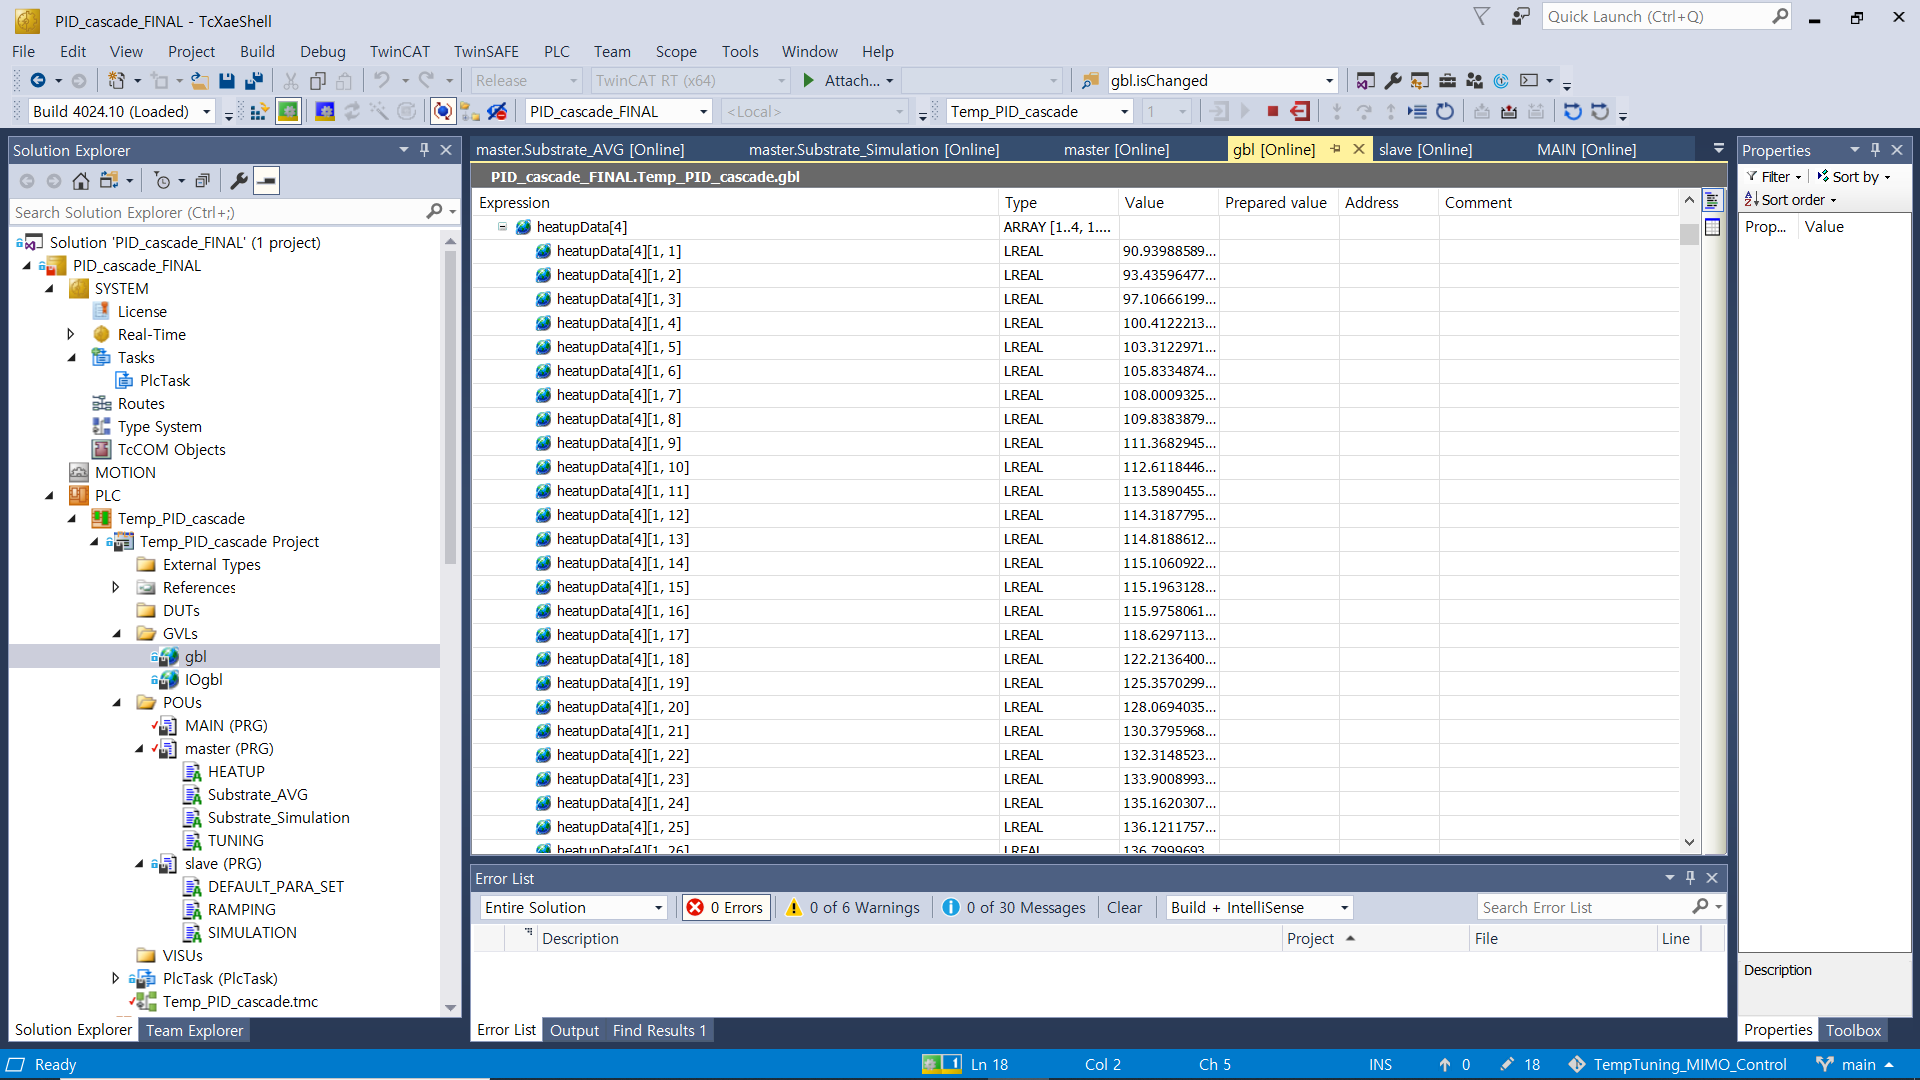 PID_cascade_FINAL - TcXaeShell
Quick Launch (Ctrl+Q)
File Edit View Project Build Debug TwinCAT TwinSAFE PLC Team Scope Tools Window Help
Release TwinCAT RT (x64) Attach... gbl.isChanged
Build 4024.10 (Loaded) PID_cascade_FINAL <Local> Temp_PID_cascade 1
Solution Explorer
Search Solution Explorer (Ctrl+;)
Solution 'PID_cascade_FINAL' (1 project)
PID_cascade_FINAL
SYSTEM
License
Real-Time
Tasks
PlcTask
Routes
Type System
TcCOM Objects
MOTION
PLC
Temp_PID_cascade
Temp_PID_cascade Project
External Types
References
DUTs
GVLs
gbl
IOgbl
POUs
MAIN (PRG)
master (PRG)
HEATUP
Substrate_AVG
Substrate_Simulation
TUNING
slave (PRG)
DEFAULT_PARA_SET
RAMPING
SIMULATION
VISUs
PlcTask (PlcTask)
Temp_PID_cascade.tmc
Solution Explorer Team Explorer
master.Substrate_AVG [Online] master.Substrate_Simulation [Online] master [Online] gbl [Online] slave [Online] MAIN [Online]
PID_cascade_FINAL.Temp_PID_cascade.gbl
Expression Type Value Prepared value Address Comment
heatupData[4] ARRAY [1..4, 1....
heatupData[4][1, 1] LREAL 90.93988589...
heatupData[4][1, 2] LREAL 93.43596477...
heatupData[4][1, 3] LREAL 97.10666199...
heatupData[4][1, 4] LREAL 100.4122213...
heatupData[4][1, 5] LREAL 103.3122971...
heatupData[4][1, 6] LREAL 105.8334874...
heatupData[4][1, 7] LREAL 108.0009325...
heatupData[4][1, 8] LREAL 109.8383879...
heatupData[4][1, 9] LREAL 111.3682945...
heatupData[4][1, 10] LREAL 112.6118446...
heatupData[4][1, 11] LREAL 113.5890455...
heatupData[4][1, 12] LREAL 114.3187795...
heatupData[4][1, 13] LREAL 114.8188612...
heatupData[4][1, 14] LREAL 115.1060922...
heatupData[4][1, 15] LREAL 115.1963128...
heatupData[4][1, 16] LREAL 115.9758061...
heatupData[4][1, 17] LREAL 118.6297113...
heatupData[4][1, 18] LREAL 122.2136400...
heatupData[4][1, 19] LREAL 125.3570299...
heatupData[4][1, 20] LREAL 128.0694035...
heatupData[4][1, 21] LREAL 130.3795968...
heatupData[4][1, 22] LREAL 132.3148523...
heatupData[4][1, 23] LREAL 133.9008993...
heatupData[4][1, 24] LREAL 135.1620307...
heatupData[4][1, 25] LREAL 136.1211757...
heatupData[4][1, 26] LREAL 136.7999693...
Error List
Entire Solution 0 Errors 0 of 6 Warnings 0 of 30 Messages Clear Build + IntelliSense Search Error List
Description Project File Line
Error List Output Find Results 1
Properties
Filter Sort by
Sort order
Prop... Value
Description
Properties Toolbox
Ready 1 Ln 18 Col 2 Ch 5 INS 0 18 TempTuning_MIMO_Control main